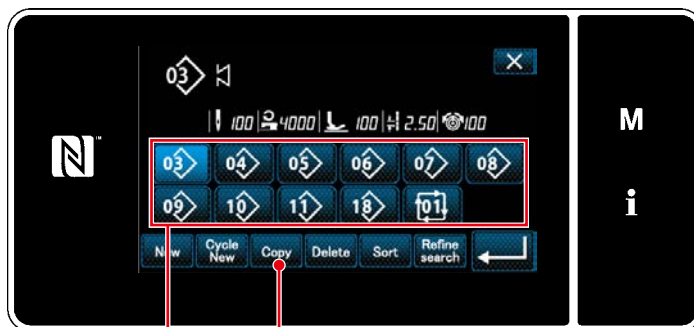 03
100 4000 100 2.50 100
03 04 05 06 07 08
09 10 11 18 01
New Cycle New Copy Delete Sort Refine search
N
M
i